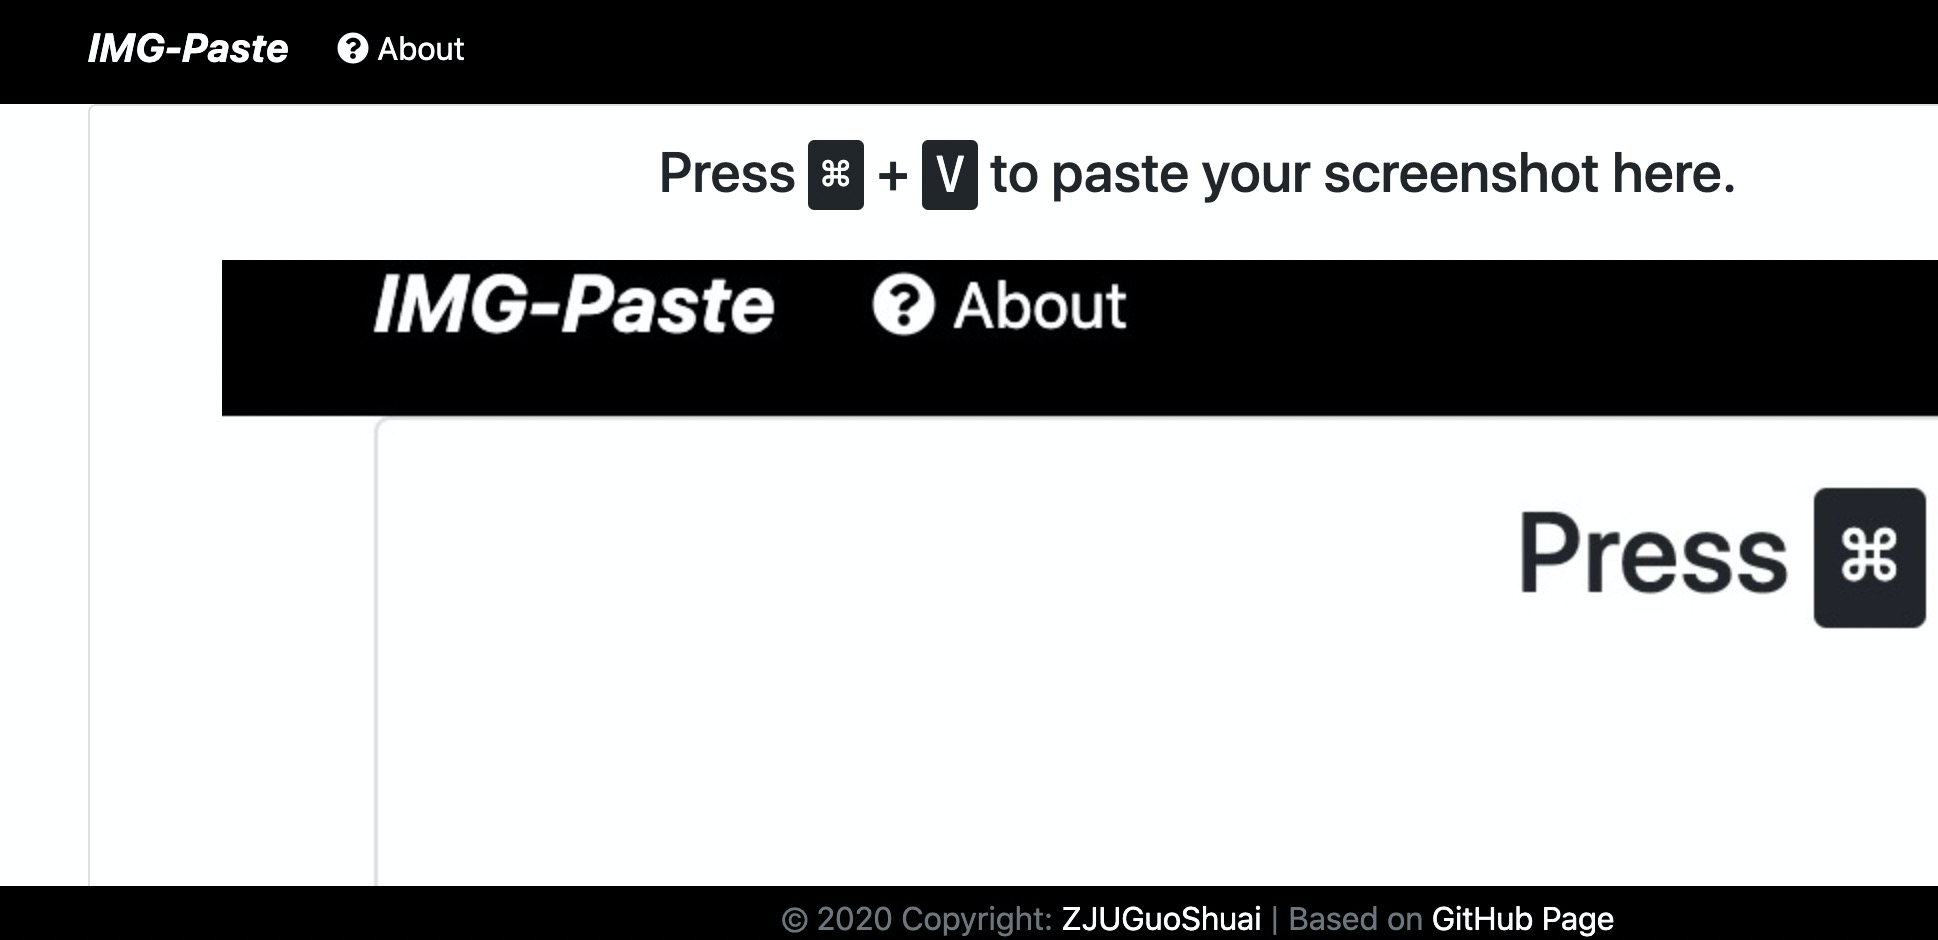 IMG-Paste About
Press ⌘ + V to paste your screenshot here.
IMG-Paste About
Press ⌘
© 2020 Copyright: ZJUGuoShuai | Based on GitHub Page